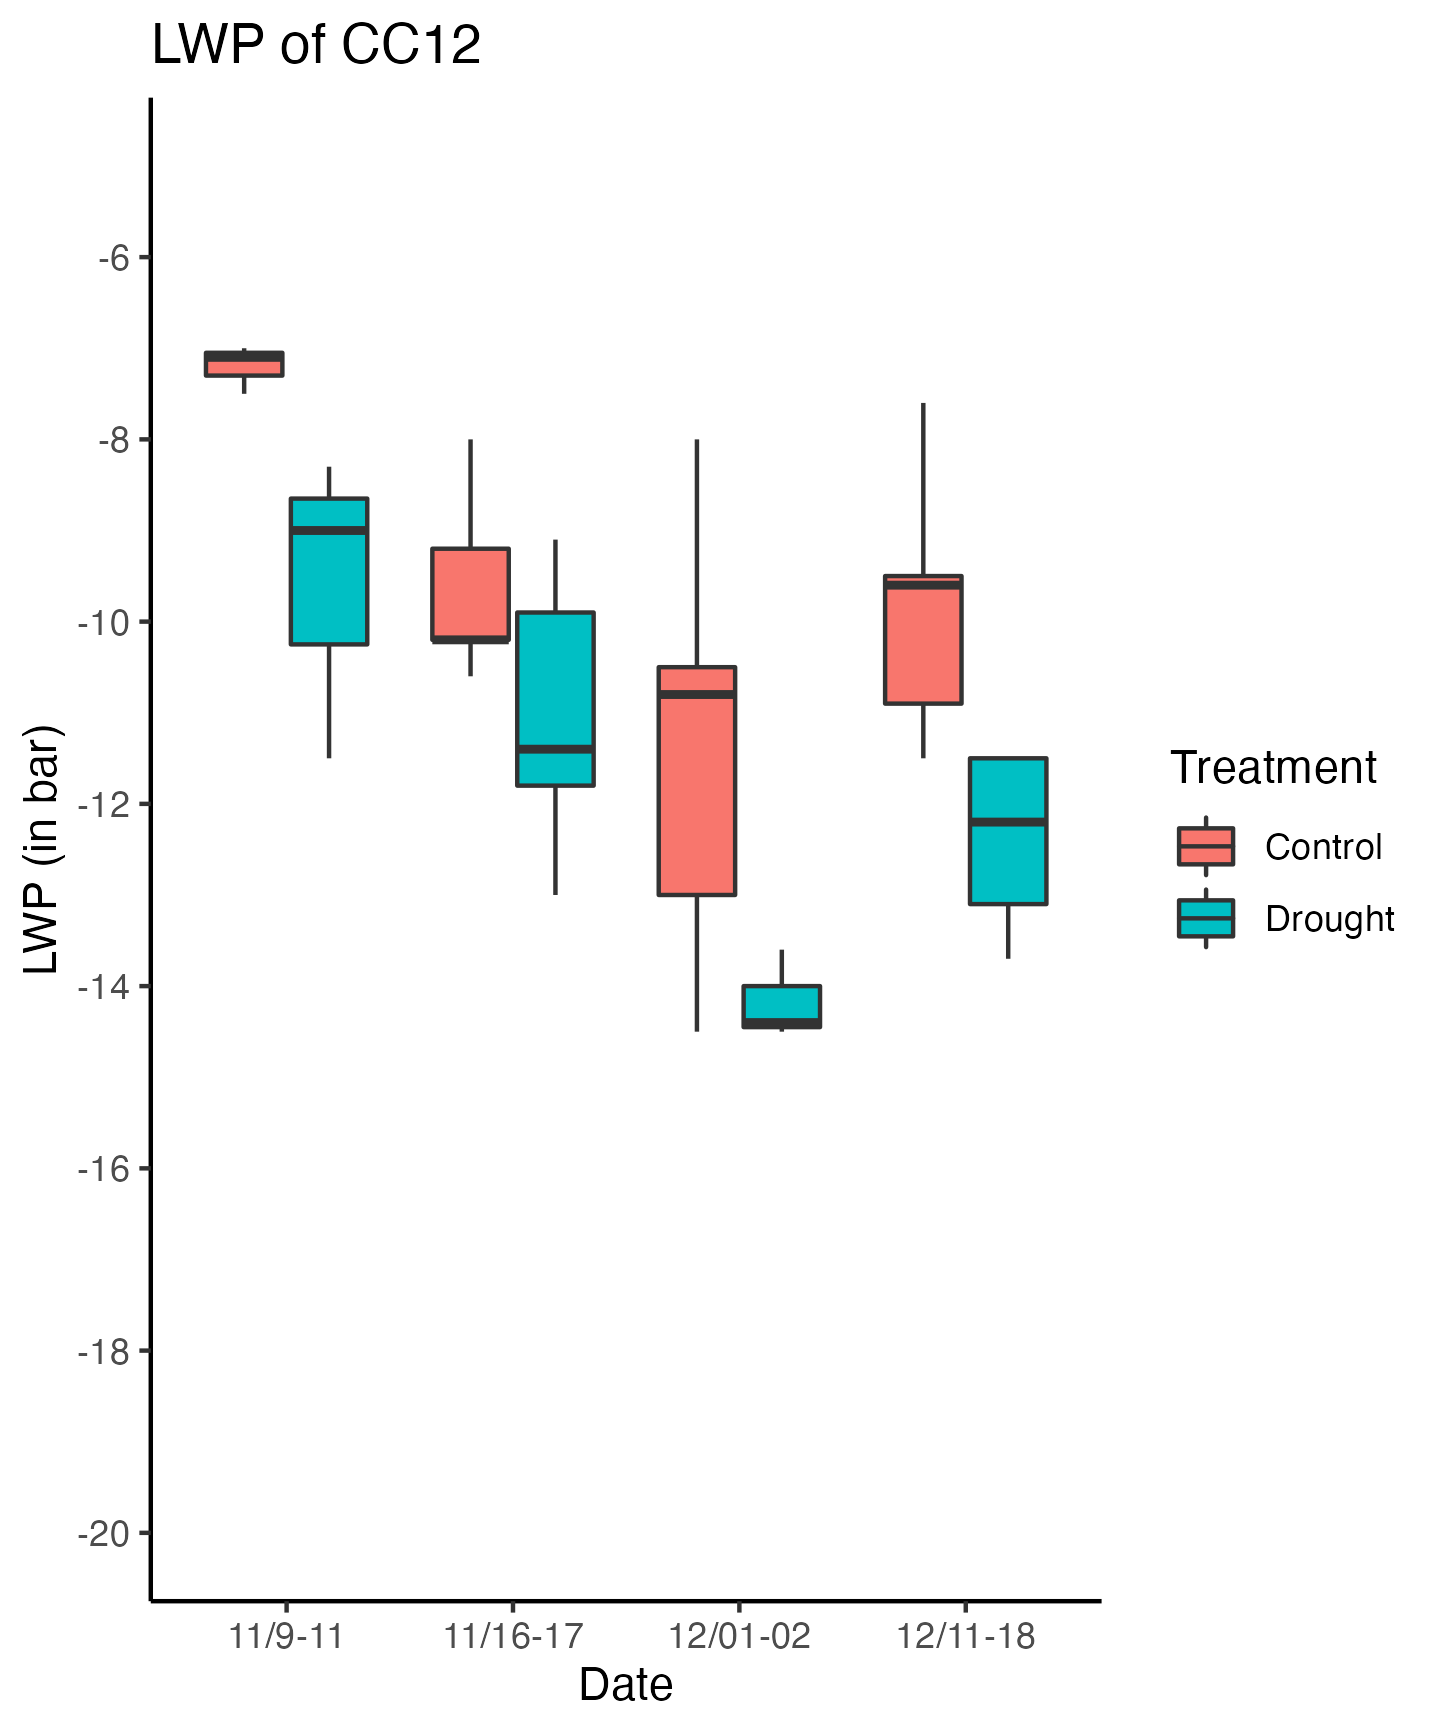 LWP of CC12
LWP (in bar)
-6
-8
-10
-12
-14
-16
-18
-20
11/9-11
11/16-17
12/01-02
12/11-18
Date
Treatment
Control
Drought